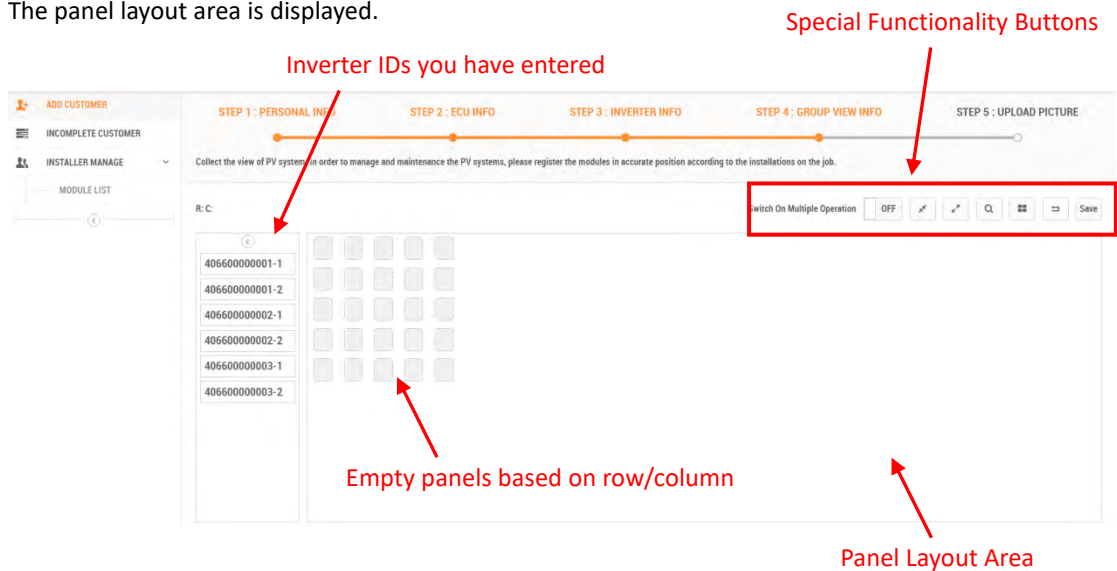 The panel layout area is displayed.
Special Functionality Buttons
Inverter IDs you have entered
ADD CUSTOMER
INCOMPLETE CUSTOMER
INSTALLER MANAGE
MODULE LIST
STEP 1 : PERSONAL INFO
STEP 2 : ECU INFO
STEP 3 : INVERTER INFO
STEP 4 : GROUP VIEW INFO
STEP 5 : UPLOAD PICTURE
Collect the view of PV system, in order to manage and maintenance the PV systems, please register the modules in accurate position according to the installations on the job.
R: C:
Switch On Multiple Operation OFF Save
406600000001-1
406600000001-2
406600000002-1
406600000002-2
406600000003-1
406600000003-2
Empty panels based on row/column
Panel Layout Area